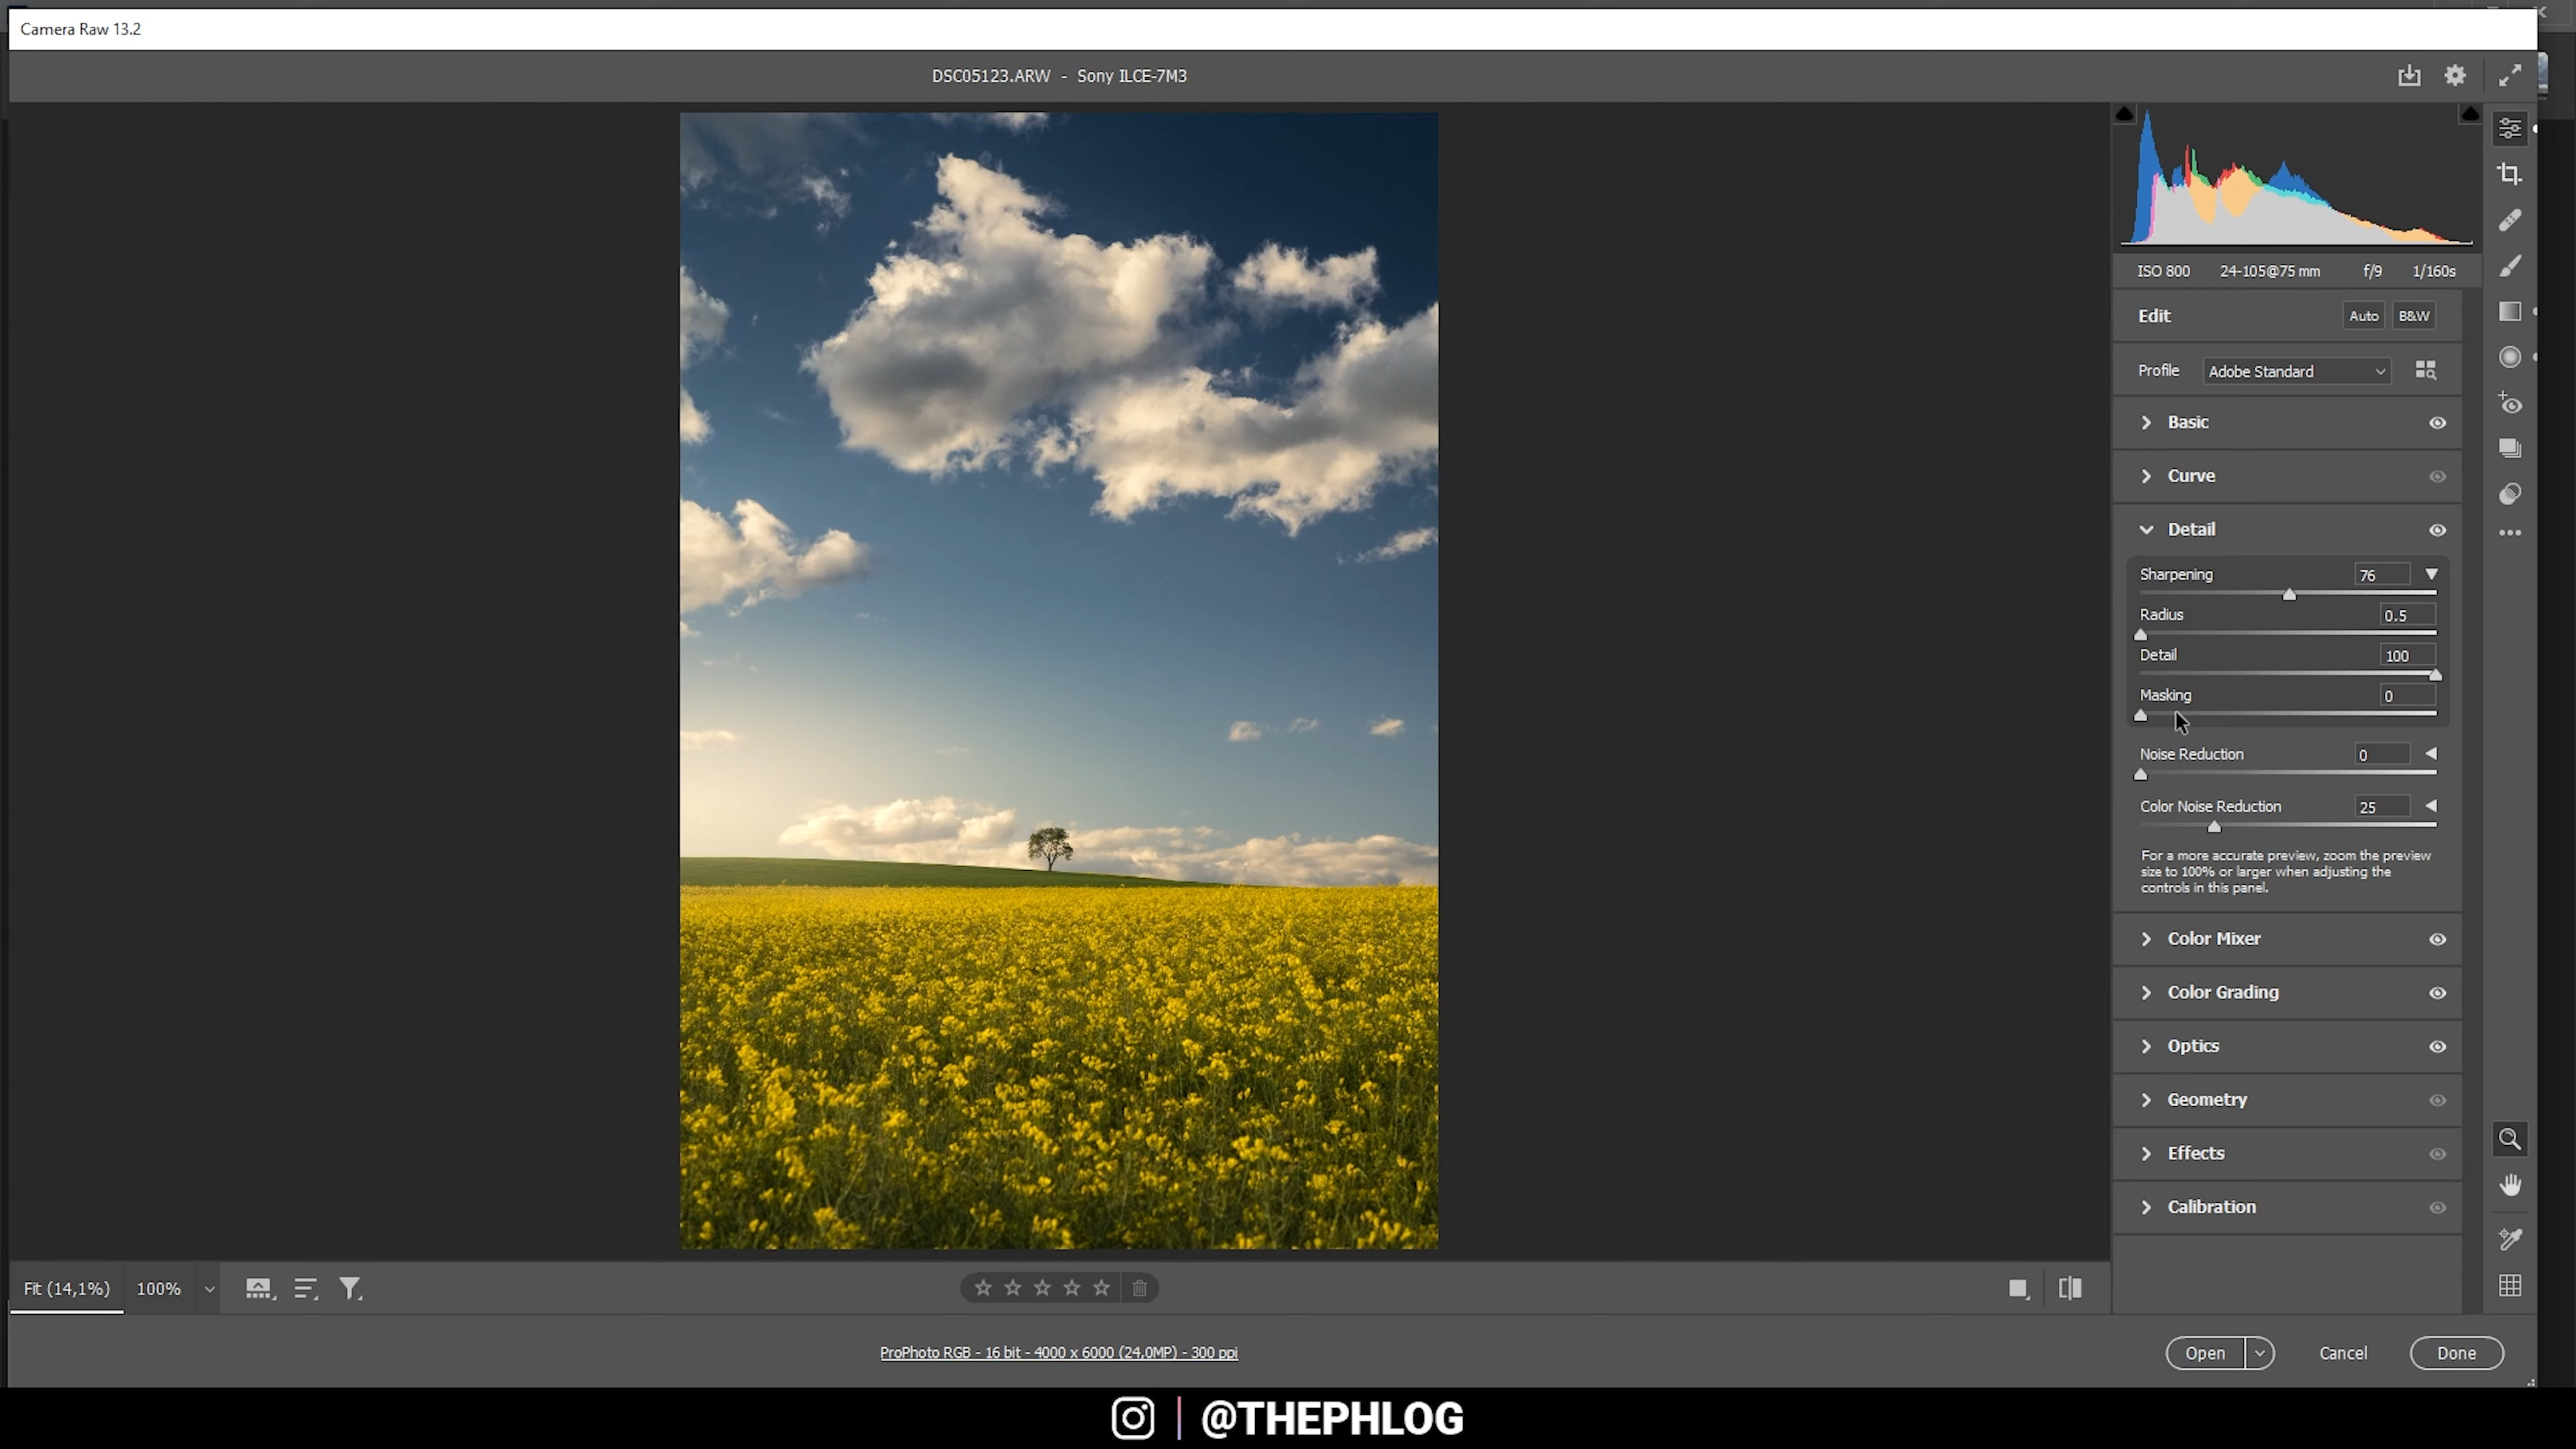 Camera Raw 13.2
DSC05123.ARW - Sony ILCE-7M3
ISO 800 24-105@75 mm f/9 1/160s
Edit Auto B&W
Profile Adobe Standard
Basic
Curve
Detail
Sharpening 76
Radius 0.5
Detail 100
Masking 0
Noise Reduction 0
Color Noise Reduction 25
For a more accurate preview, zoom the preview
size to 100% or larger when adjusting the
controls in this panel.
Color Mixer
Color Grading
Optics
Geometry
Effects
Calibration
Fit (14,1%) 100%
ProPhoto RGB - 16 bit - 4000 x 6000 (24,0MP) - 300 ppi
Open Cancel Done
@THEPHLOG